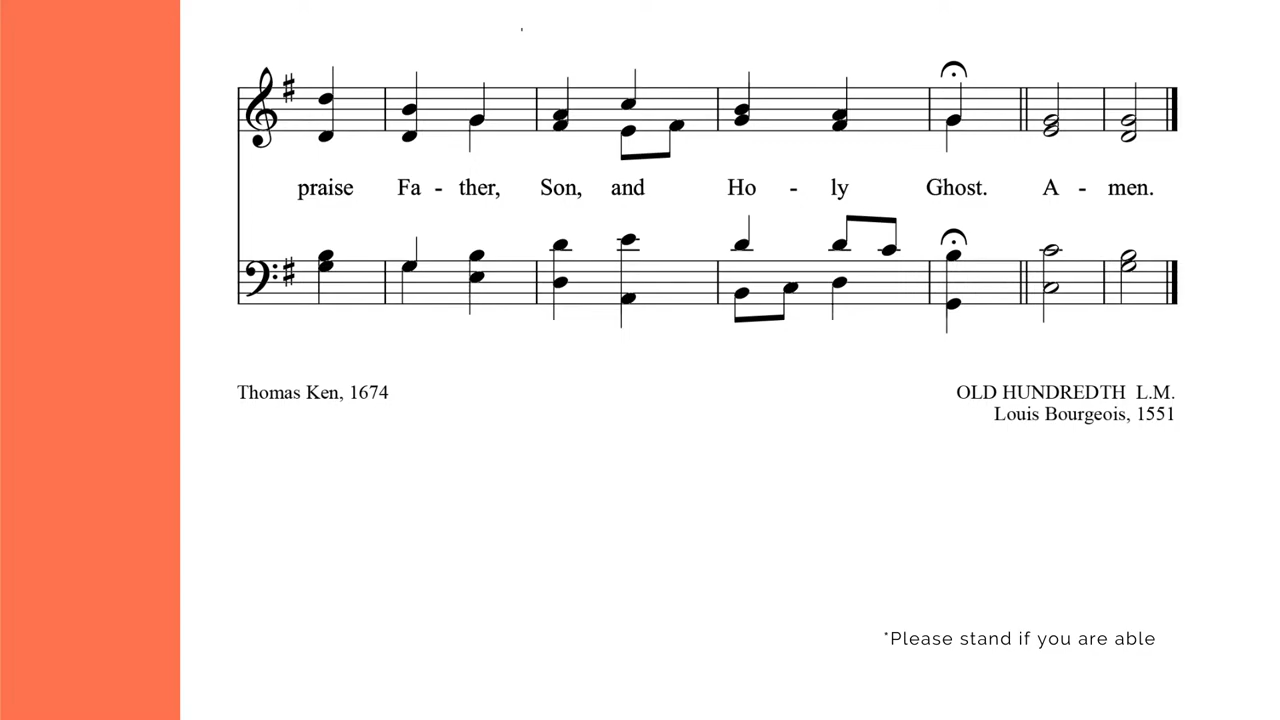 praise Fa - ther, Son, and Ho - ly Ghost. A - men.
Thomas Ken, 1674
OLD HUNDREDTH L.M.
Louis Bourgeois, 1551
*Please stand if you are able